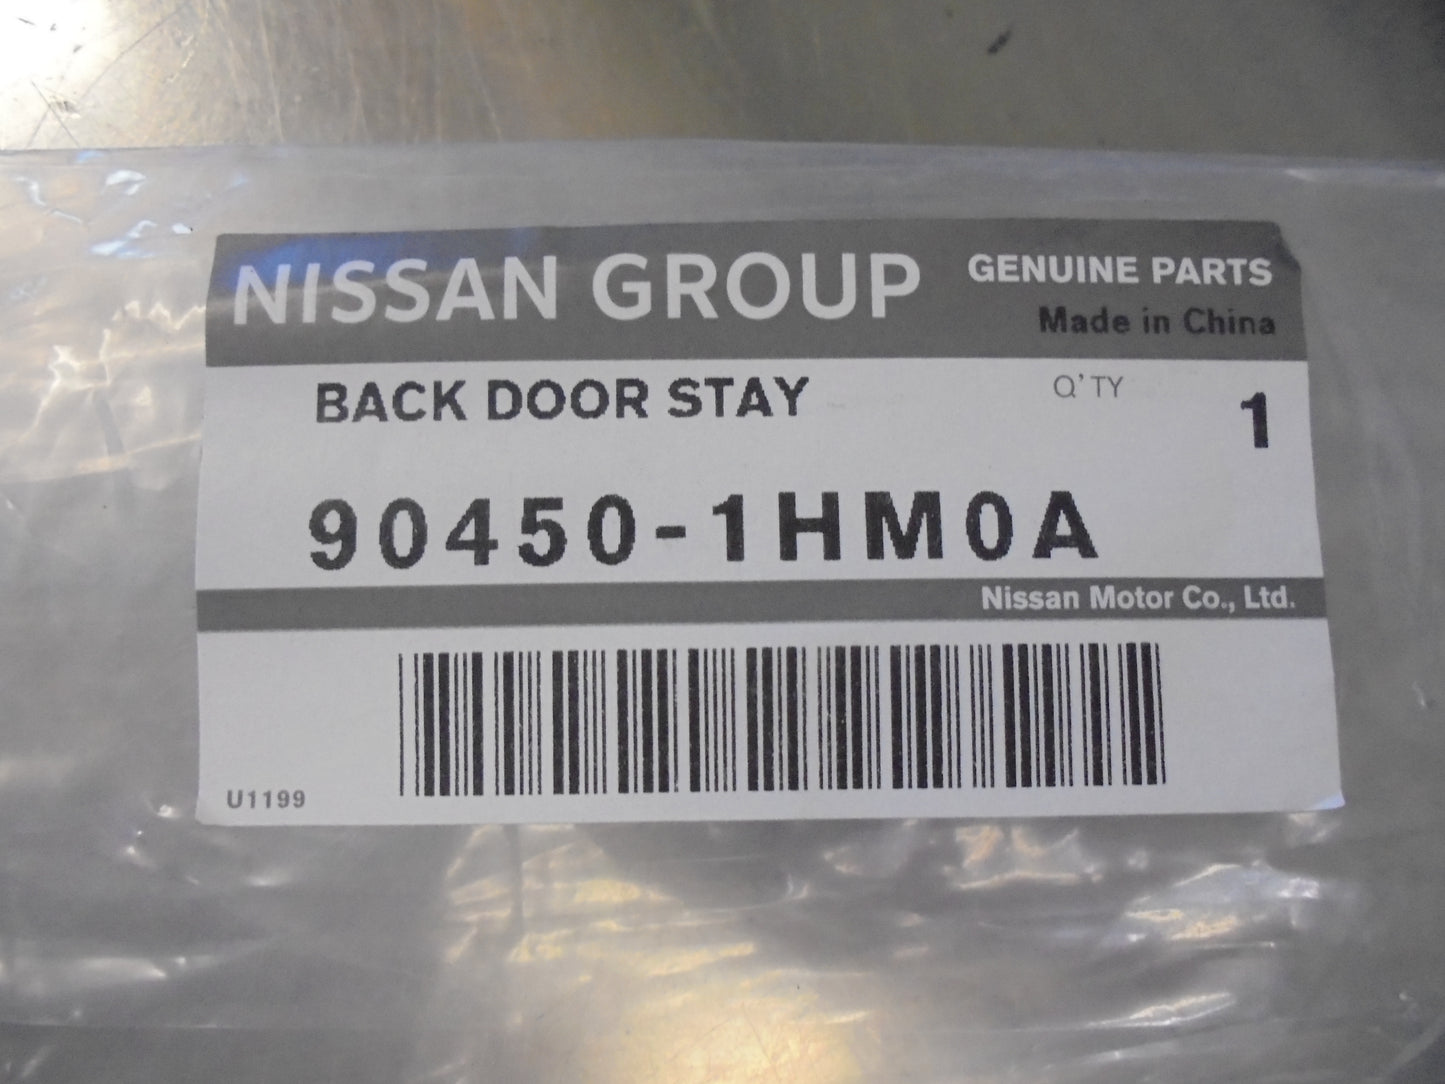 NISSAN GROUP GENUINE PARTS
Made in China
BACK DOOR STAY Q'TY 1
90450-1HM0A
Nissan Motor Co., Ltd.
U1199